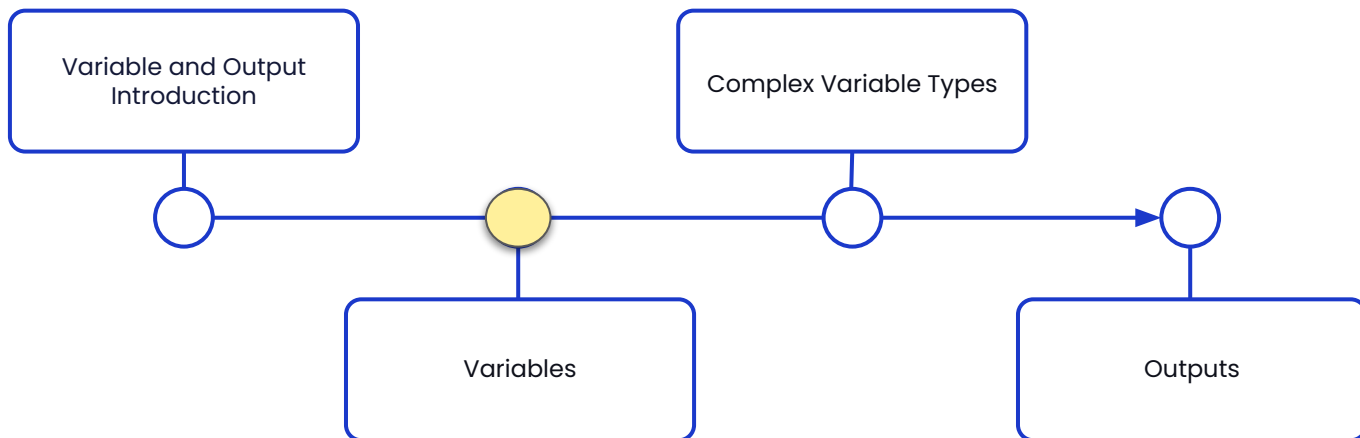 Variable and Output
Introduction
Complex Variable Types
Variables
Outputs